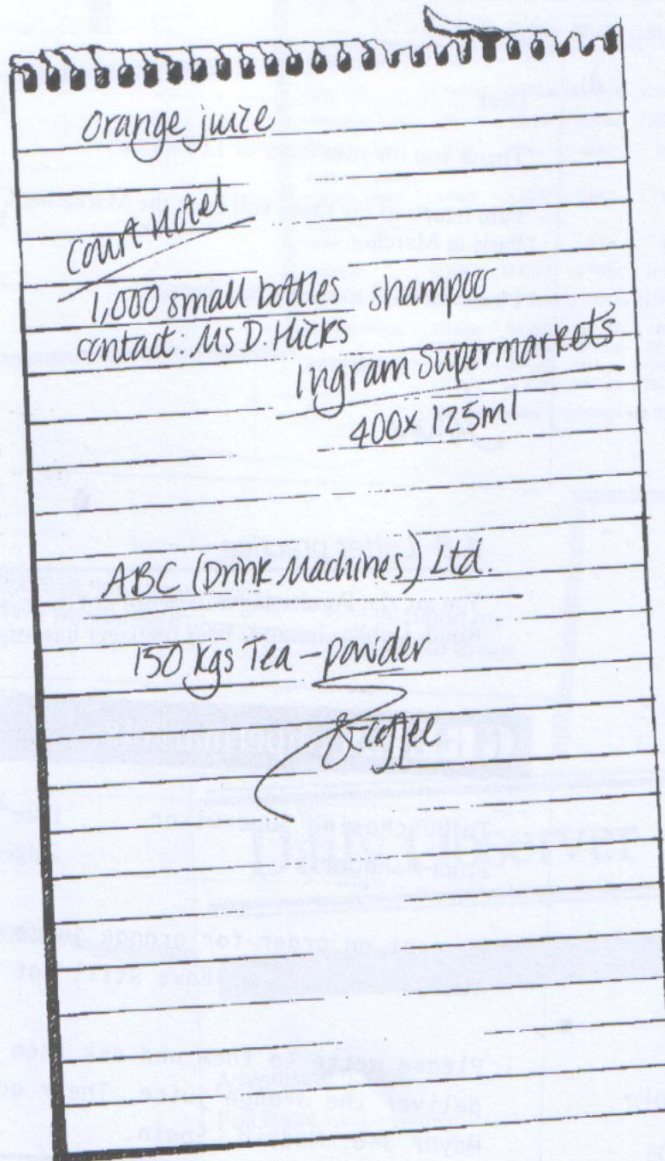 Orange juice
Court Hotel
1,000 small bottles shampoo
contact: Ms D. Hicks
Ingram Supermarkets
400x 125ml
ABC (Drink Machines) Ltd.
150 kgs Tea - powder
& coffee